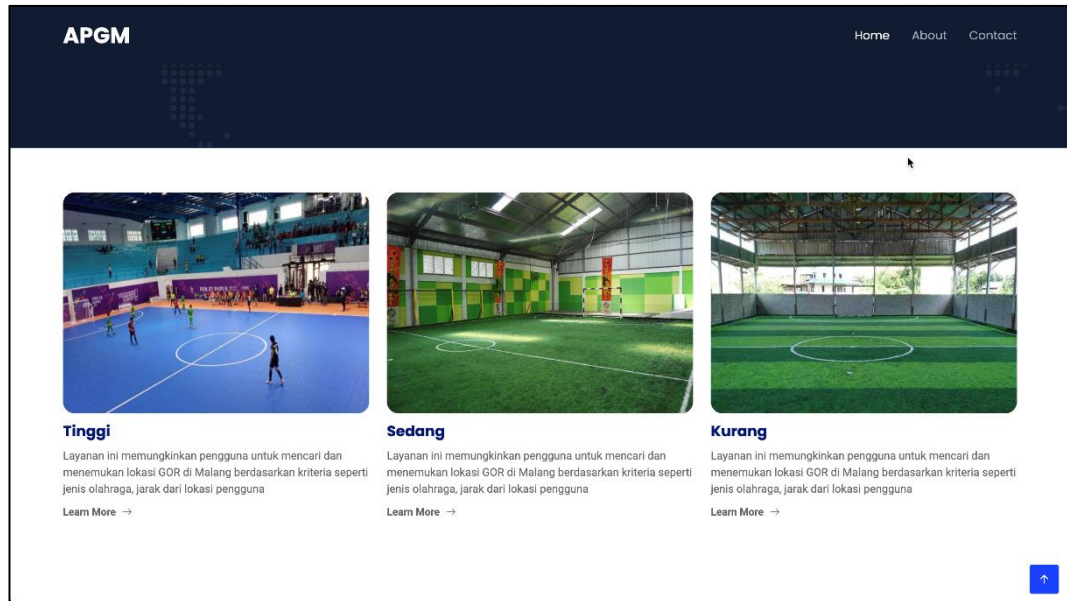 APGM
Home About Contact
PON XX PAPUA
Tinggi
Layanan ini memungkinkan pengguna untuk mencari dan
menemukan lokasi GOR di Malang berdasarkan kriteria seperti
jenis olahraga, jarak dari lokasi pengguna
Learn More →
Sedang
Layanan ini memungkinkan pengguna untuk mencari dan
menemukan lokasi GOR di Malang berdasarkan kriteria seperti
jenis olahraga, jarak dari lokasi pengguna
Learn More →
Kurang
Layanan ini memungkinkan pengguna untuk mencari dan
menemukan lokasi GOR di Malang berdasarkan kriteria seperti
jenis olahraga, jarak dari lokasi pengguna
Learn More →